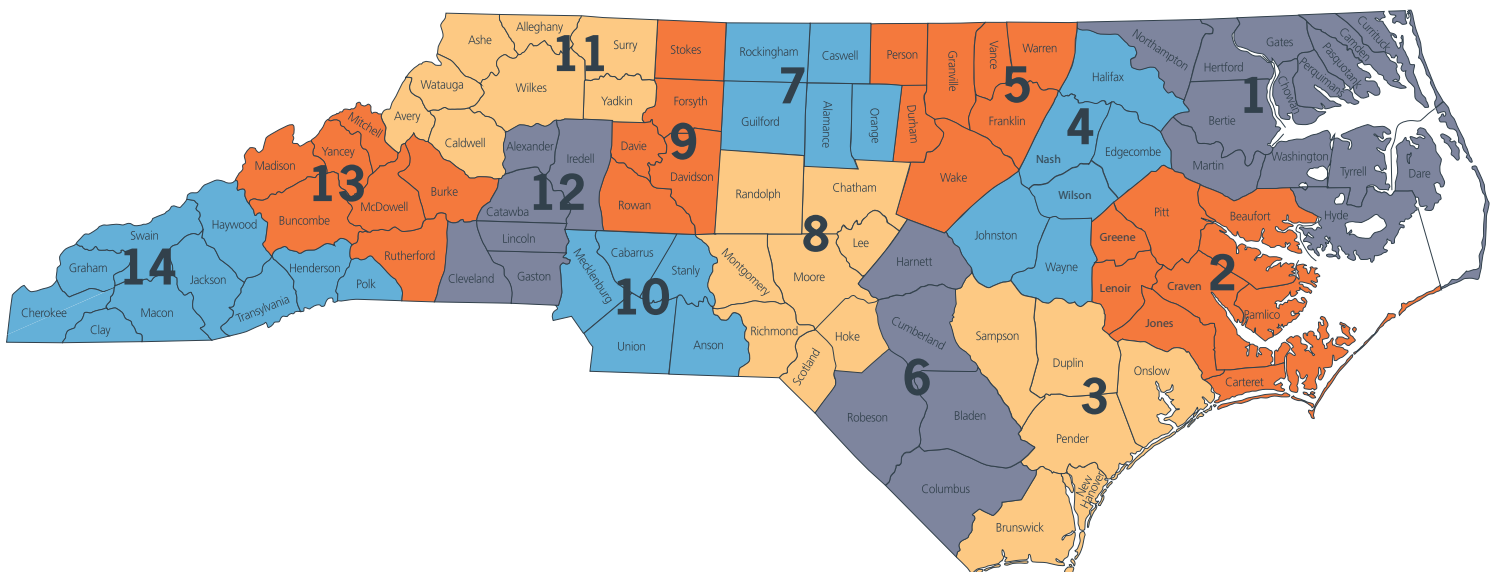 Ashe
Alleghany
Surry
11
Watauga
Wilkes
Yadkin
Avery
Caldwell
Stokes
Forsyth
9
Davie
Davidson
Rowan
Rockingham
Caswell
7
Guilford
Alamance
Orange
Person
Granville
Vance
Warren
5
Franklin
Durham
Wake
Halifax
4
Nash
Edgecombe
Wilson
Johnston
Wayne
Northampton
Gates
Hertford
Currituck
Camden
Pasquotank
Perquimans
Chowan
1
Bertie
Martin
Washington
Tyrrell
Dare
Hyde
Mitchell
Madison
Yancey
13
McDowell
Burke
Buncombe
Rutherford
Alexander
Iredell
12
Catawba
Lincoln
Cleveland
Gaston
Swain
Haywood
Graham
14
Jackson
Henderson
Polk
Cherokee
Macon
Transylvania
Clay
Mecklenburg
Cabarrus
Stanly
10
Union
Anson
Randolph
Chatham
8
Lee
Montgomery
Moore
Richmond
Hoke
Scotland
Harnett
Cumberland
6
Robeson
Bladen
Columbus
Sampson
Duplin
Onslow
3
Pender
New
Hanover
Brunswick
Pitt
Beaufort
Greene
2
Lenoir
Craven
Pamlico
Jones
Carteret